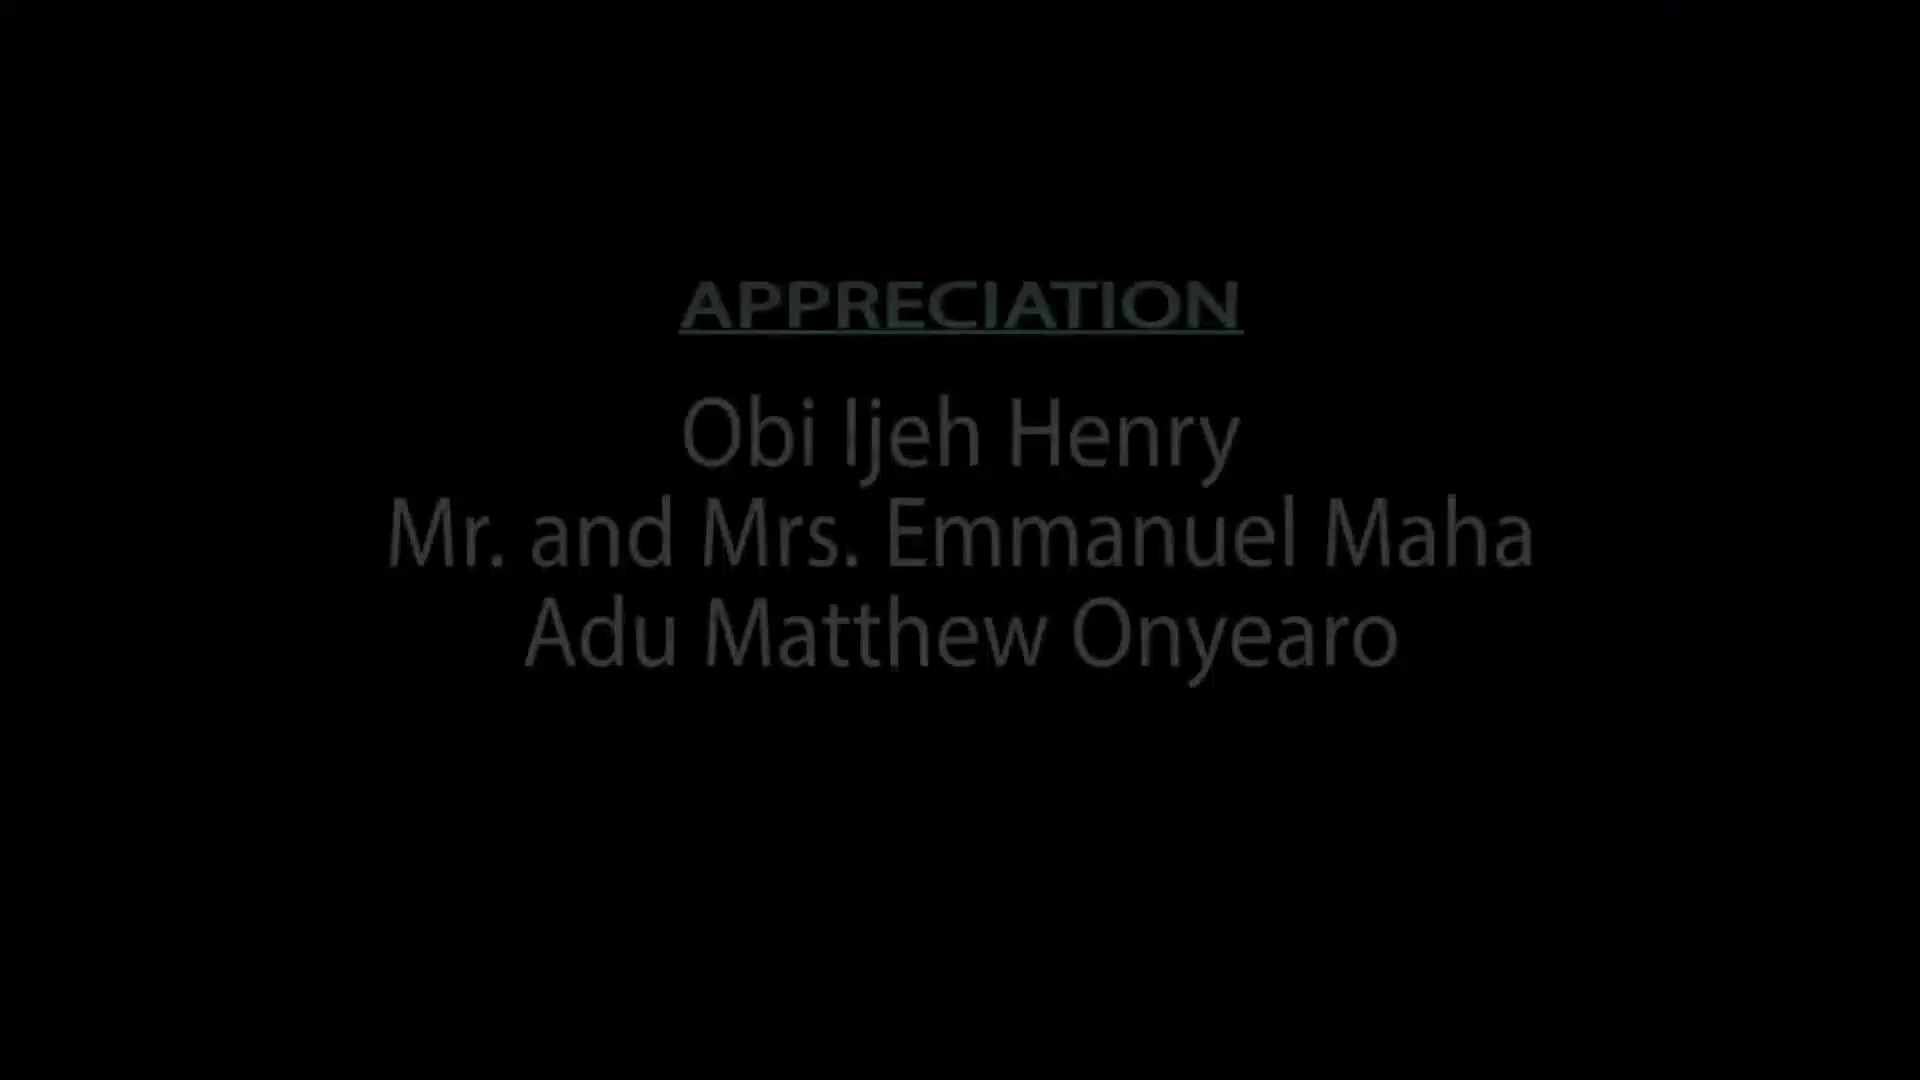 APPRECIATION
Obi Ijeh Henry
Mr. and Mrs. Emmanuel Maha
Adu Matthew Onyearo